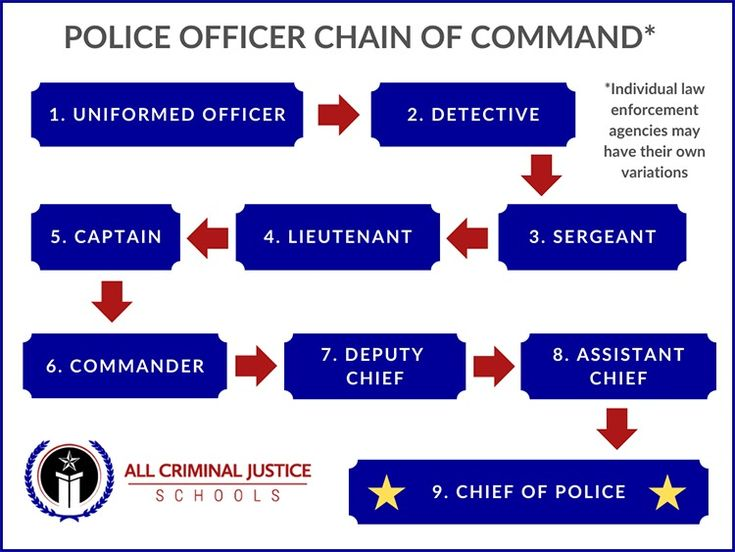 POLICE OFFICER CHAIN OF COMMAND*
1. UNIFORMED OFFICER
2. DETECTIVE
*Individual law
enforcement
agencies may
have their own
variations
3. SERGEANT
4. LIEUTENANT
5. CAPTAIN
6. COMMANDER
7. DEPUTY
CHIEF
8. ASSISTANT
CHIEF
9. CHIEF OF POLICE
ALL CRIMINAL JUSTICE
SCHOOLS